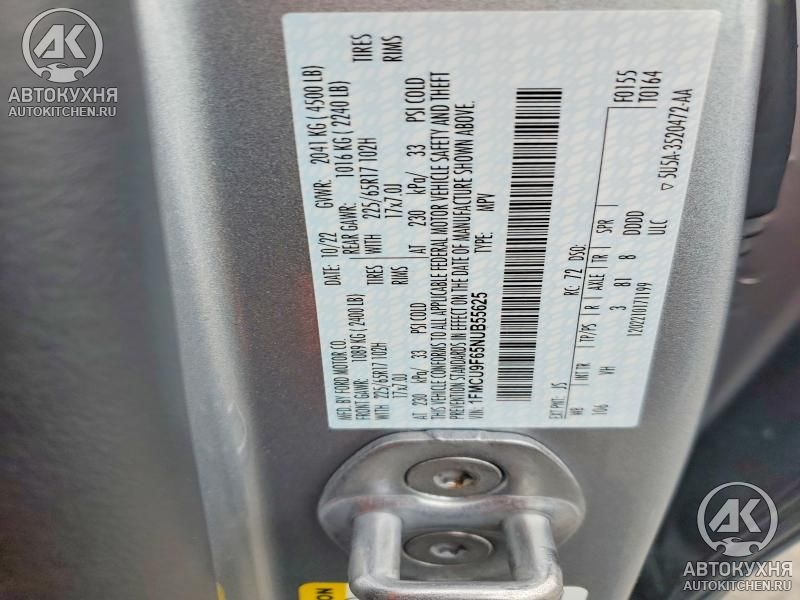 MFD. BY FORD MOTOR CO.
10/22
GVWR: 2041 KG (4500 LB)
FRONT GAWR: 1089 KG (2400 LB)
REAR GAWR: 1016 KG (2240 LB)
225/65R17 102H TIRES
WITH 225/65R17 102H TIRES
17x7.0J RIMS
17x7.0J RIMS
AT 230 kPa/ 33 PSI COLD
AT 230 kPa/ 33 PSI COLD
THIS VEHICLE CONFORMS TO ALL APPLICABLE FEDERAL MOTOR VEHICLE SAFETY AND THEFT
PREVENTION STANDARDS IN EFFECT ON THE DATE OF MANUFACTURE SHOWN ABOVE.
VIN: 1FMCU9F65NUB55625
TYPE: MPV
F0155
T0164
EXT PNT: JS
RC: 72 DSO:
WB INT TR TP/PS R AXLE TR SPR
106 VH 3 81 8 DDDD
ULC
▽5U5A-3520472-AA
AK
АВТОКУХНЯ
AUTOKITCHEN.RU
AK
АВТОКУХНЯ
AUTOKITCHEN.RU